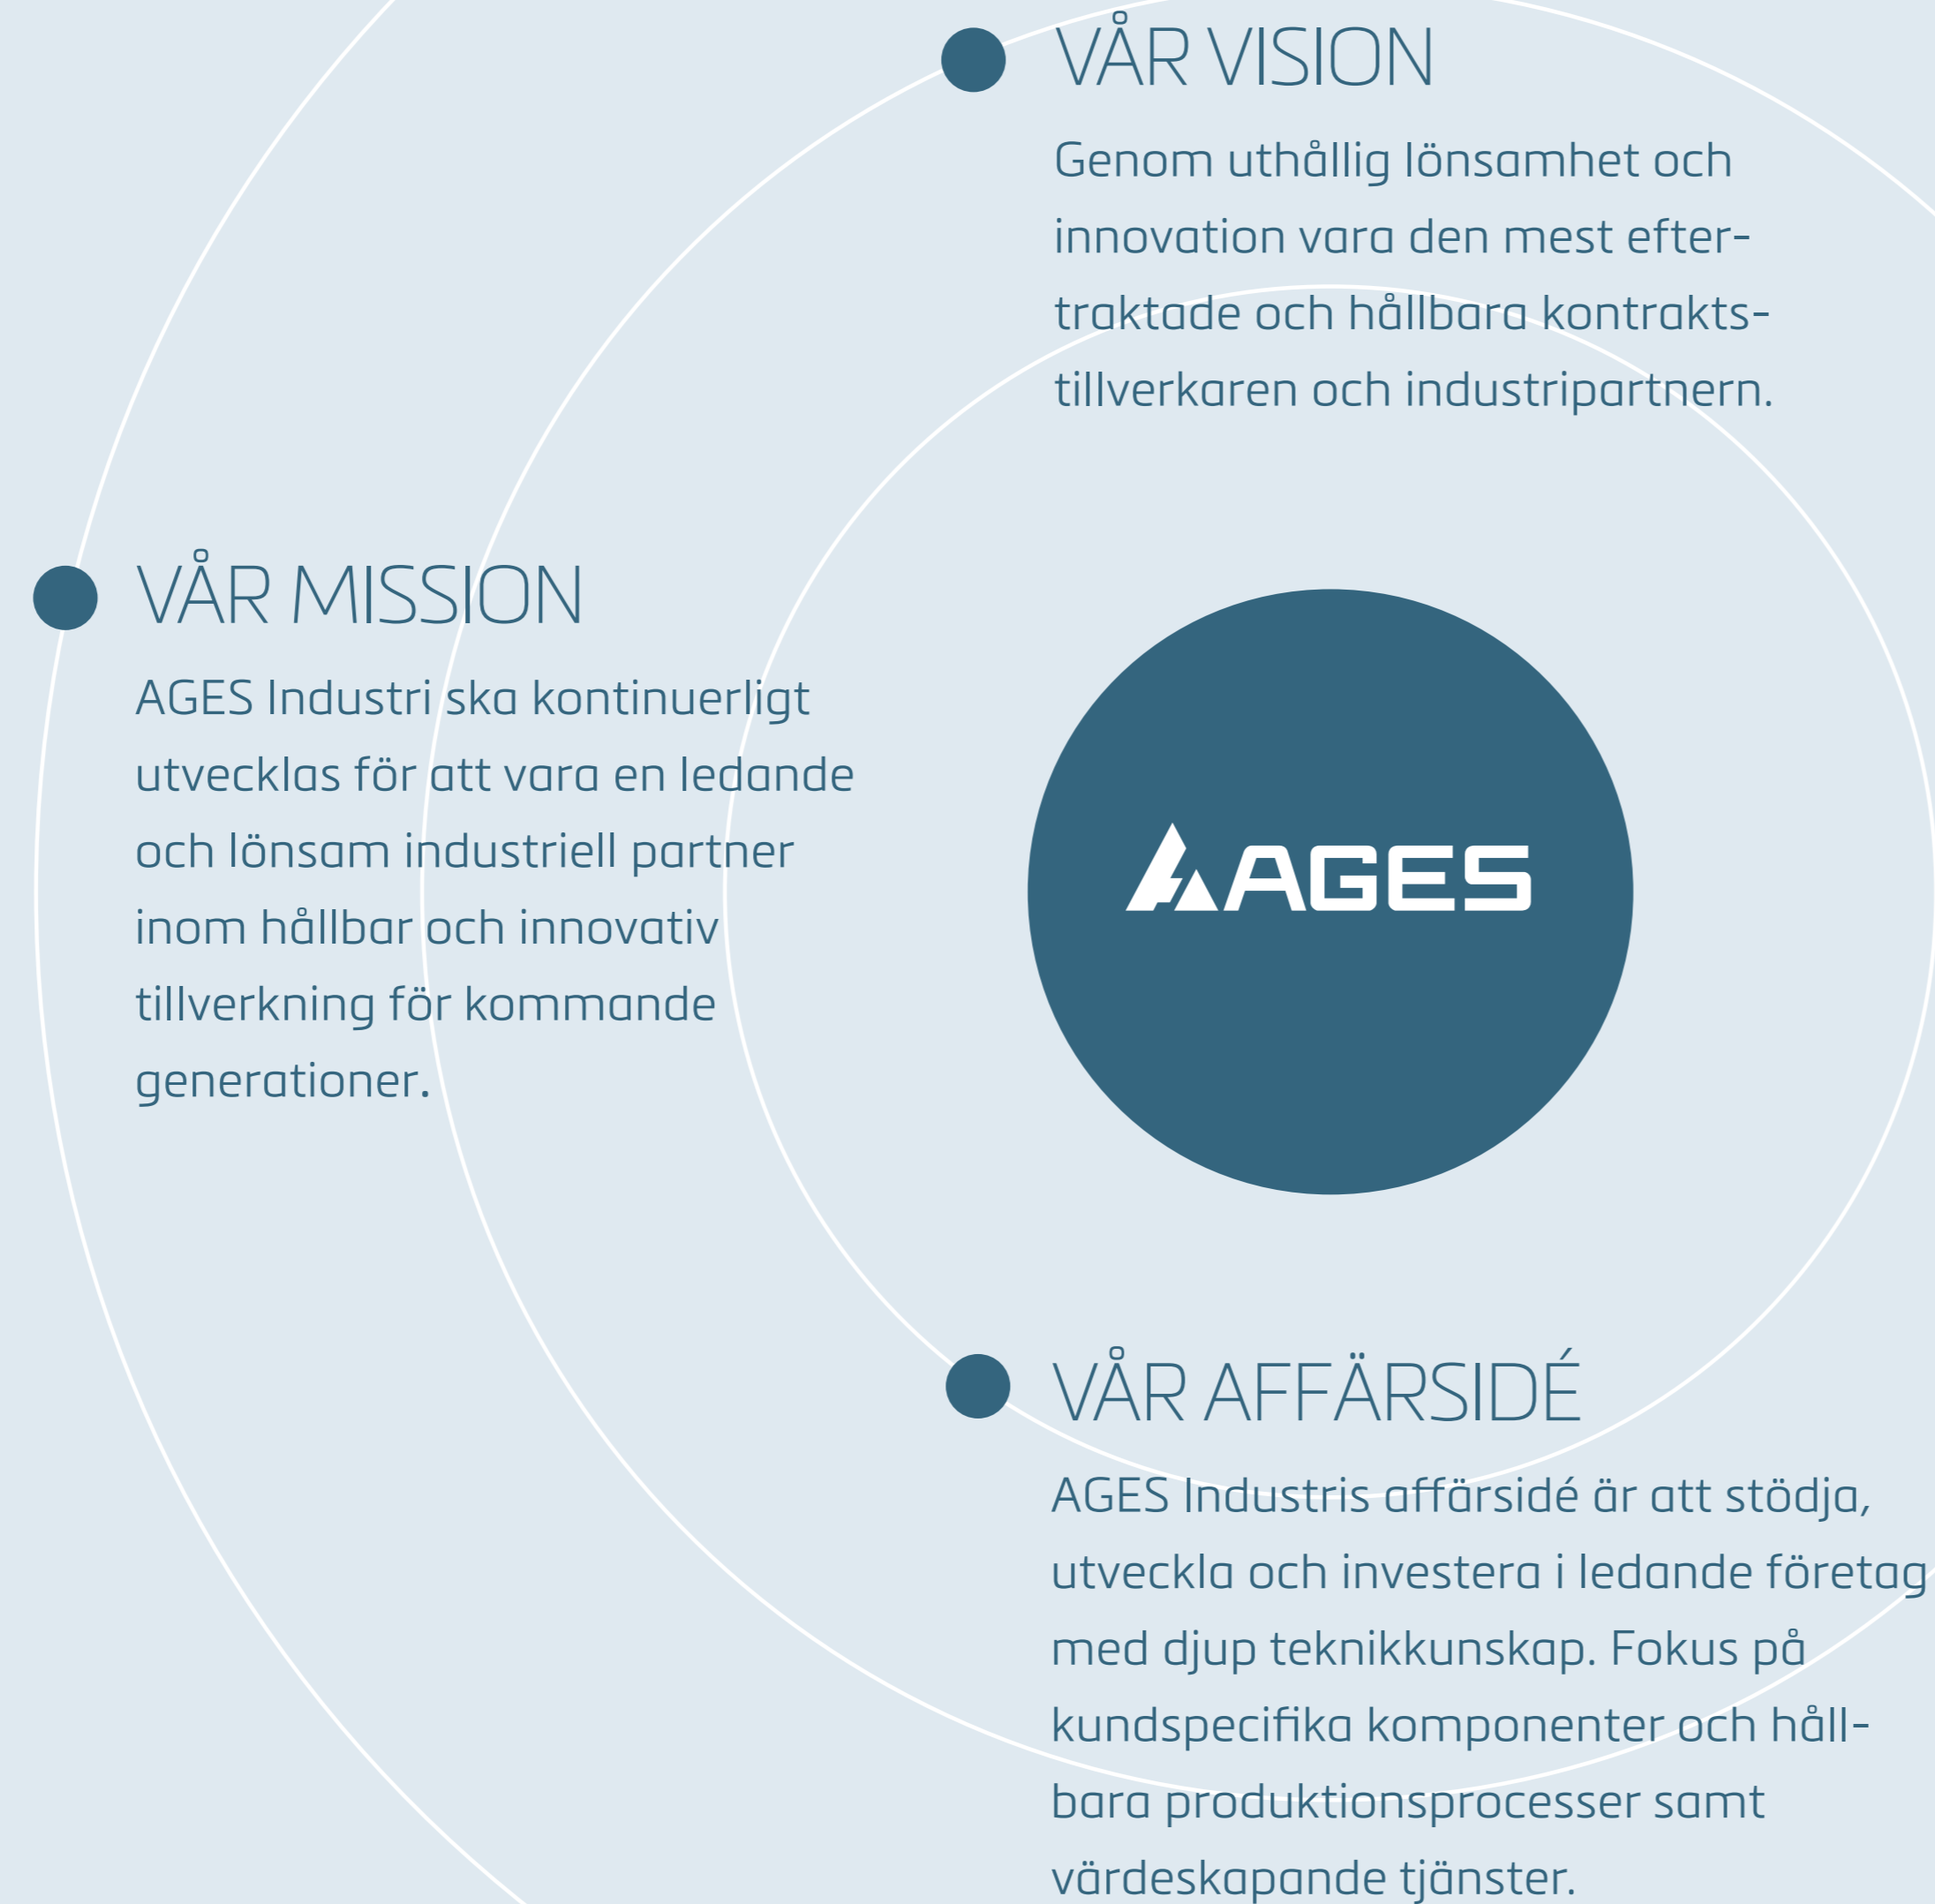 VÅR VISION
Genom uthållig lönsamhet och
innovation vara den mest efter-
traktade och hållbara kontrakts-
tillverkaren och industripartnern.
VÅR MISSION
AGES Industri ska kontinuerligt
utvecklas för att vara en ledande
och lönsam industriell partner
inom hållbar och innovativ
tillverkning för kommande
generationer.
AGES
VÅR AFFÄRSIDÉ
AGES Industris affärsidé är att stödja,
utveckla och investera i ledande företag
med djup teknikkunskap. Fokus på
kundspecifika komponenter och håll-
bara produktionsprocesser samt
värdeskapande tjänster.